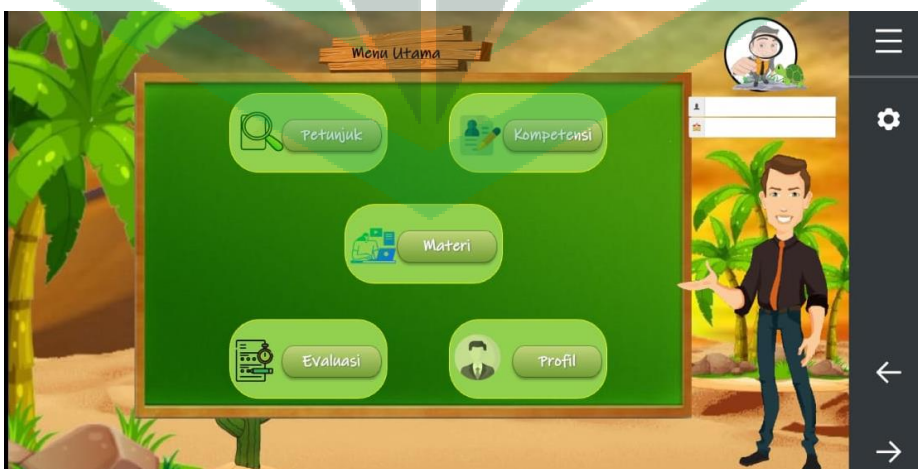 Menu Utama
Petunjuk
Kompetensi
Materi
Evaluasi
Profil